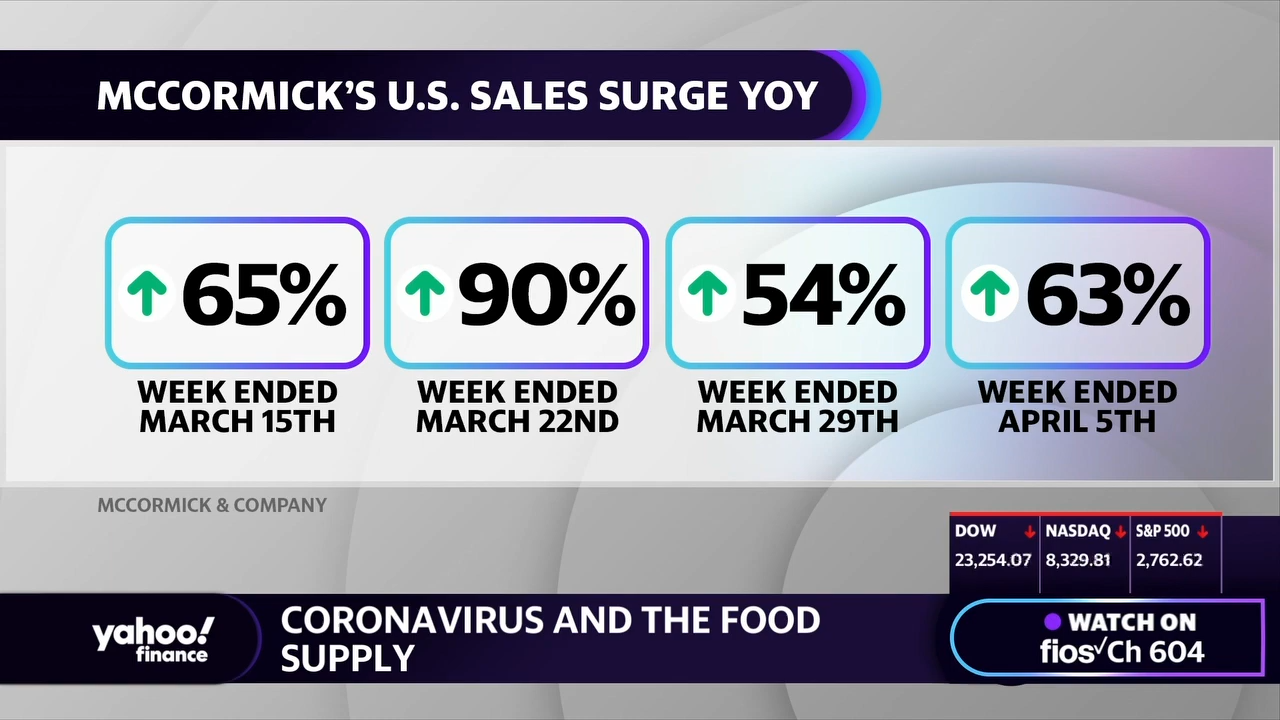 MCCORMICK'S U.S. SALES SURGE YOY
65% 90% 54% 63%
WEEK ENDED WEEK ENDED WEEK ENDED WEEK ENDED
MARCH 15TH MARCH 22ND MARCH 29TH APRIL 5TH
MCCORMICK & COMPANY
DOW NASDAQ S&P 500
23,254.07 8,329.81 2,762.62
yahoo!
finance
CORONAVIRUS AND THE FOOD
SUPPLY
WATCH ON
fios✓Ch 604